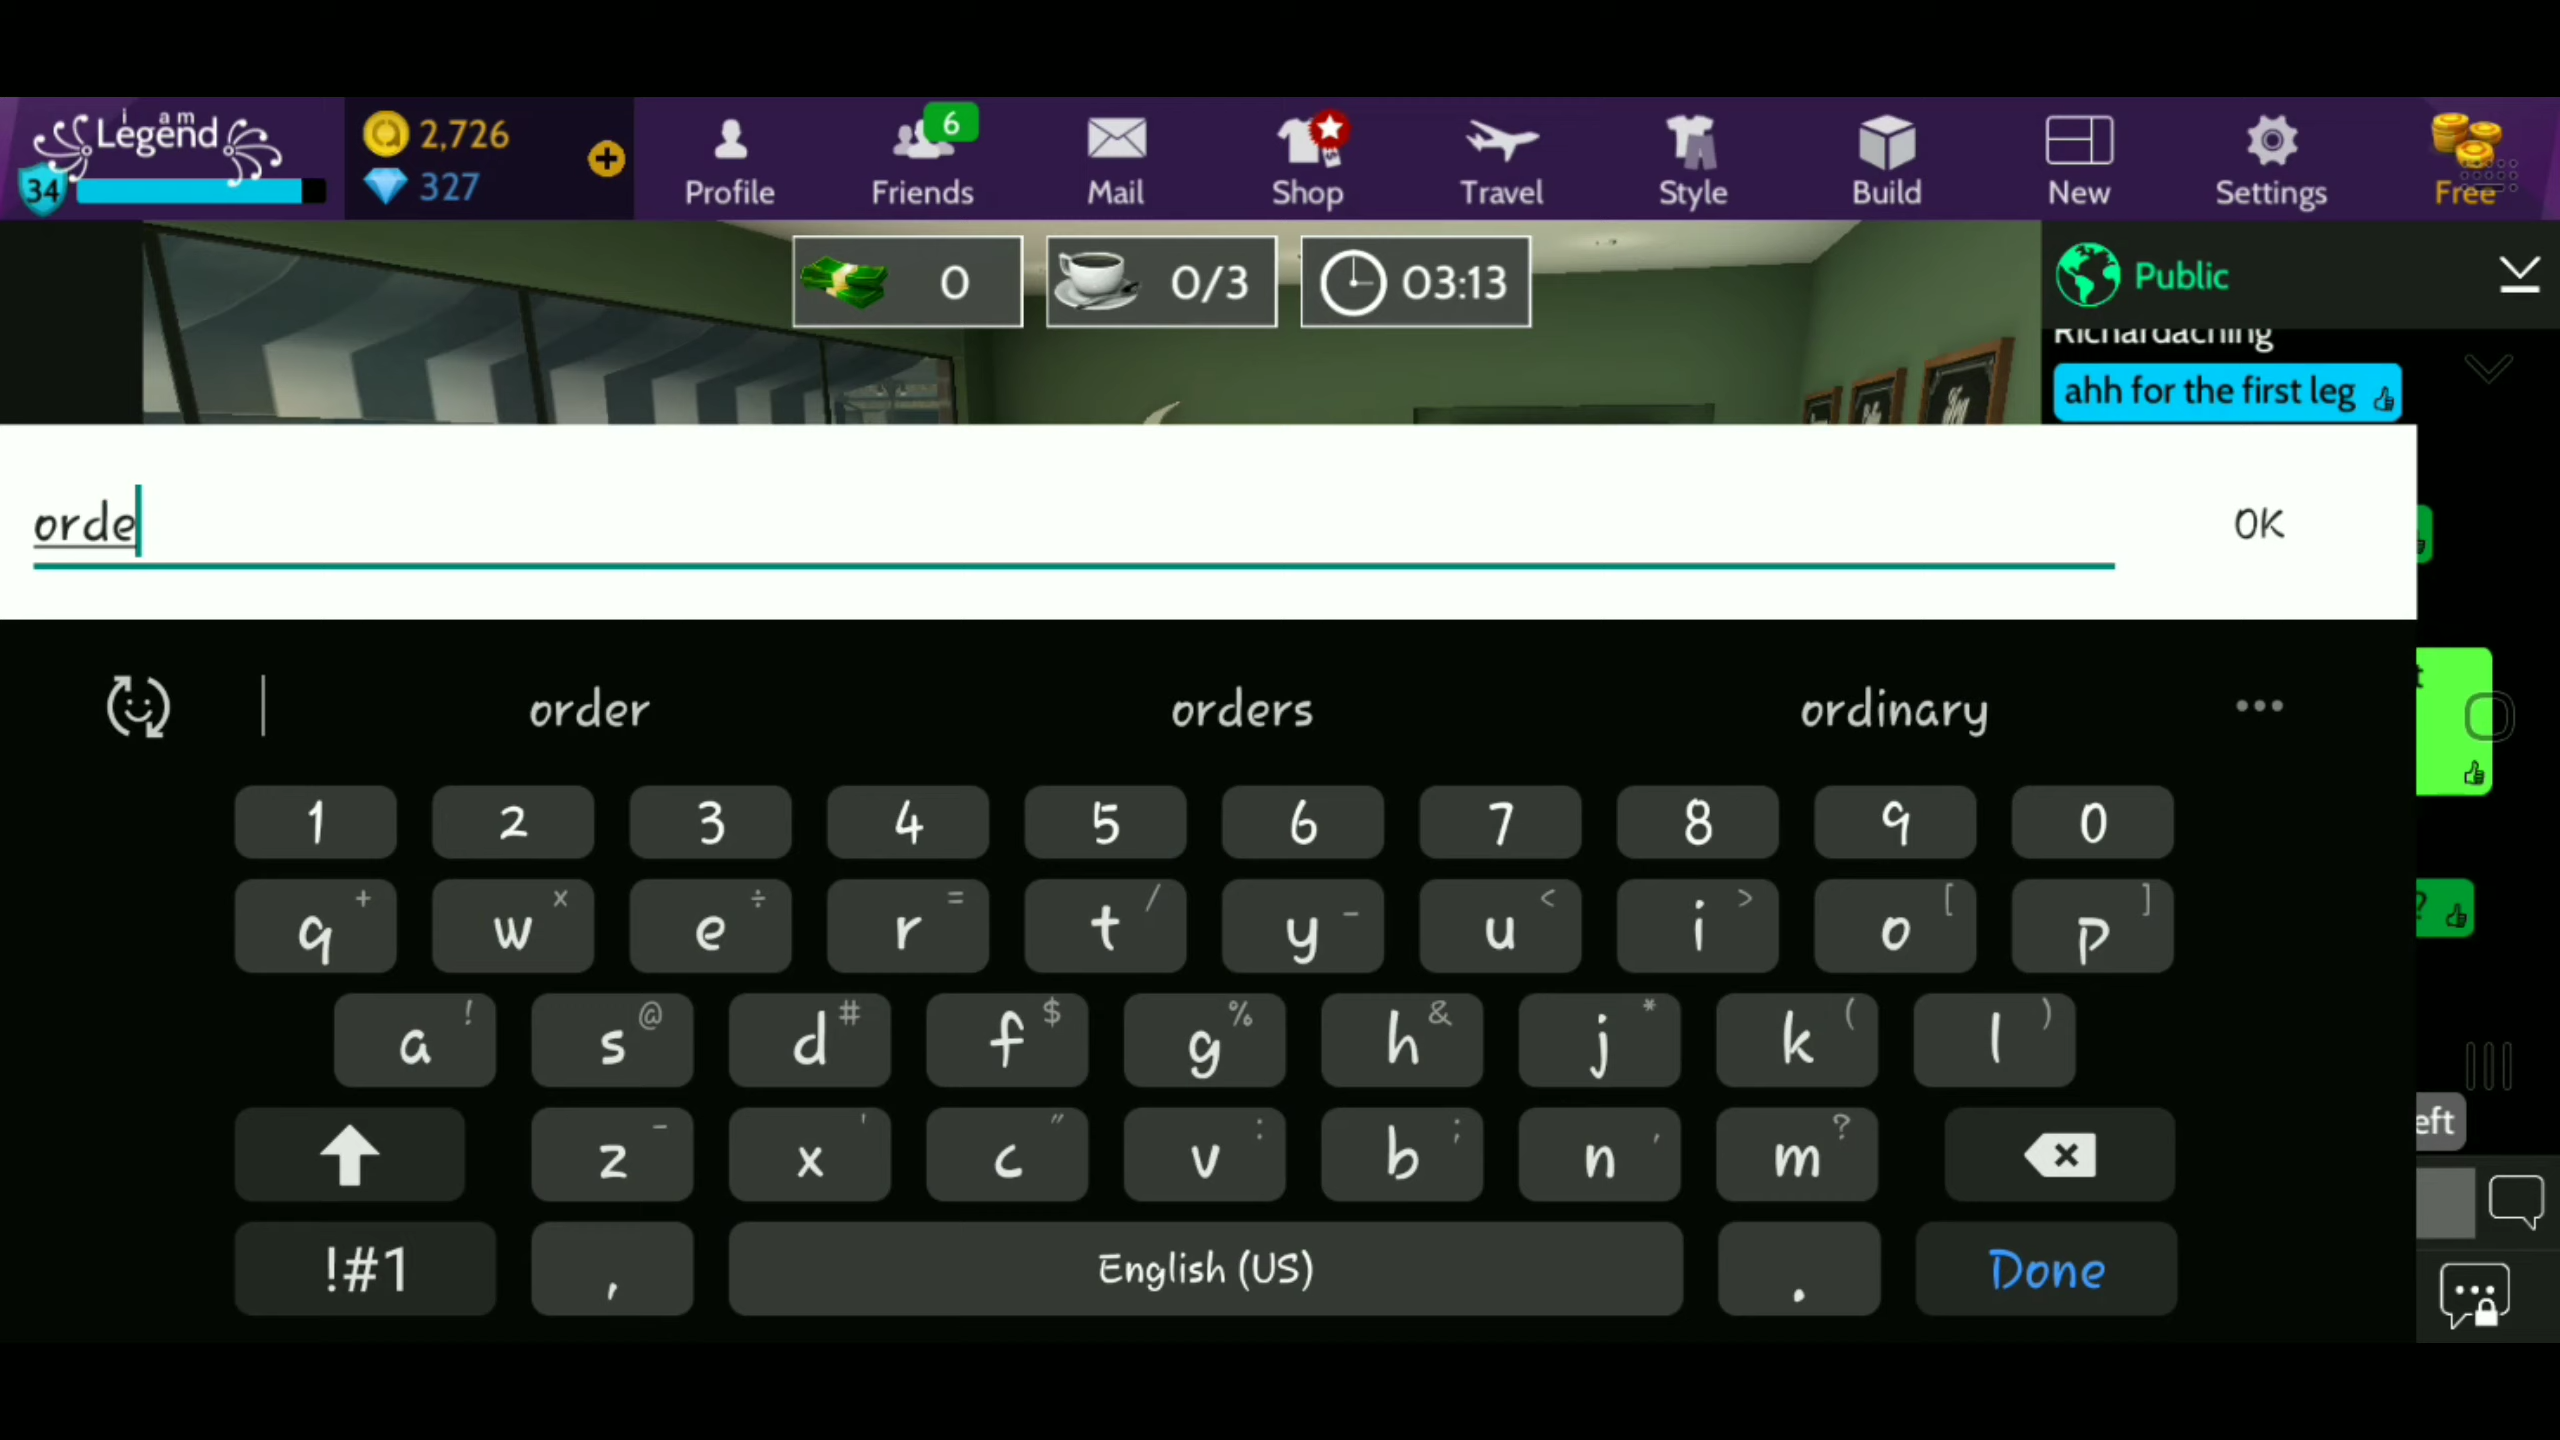 i am
Legend
34
2,726
327
Profile
6
Friends
Mail
Shop
Travel
Style
Build
New
Settings
Free
0
0/3
03:13
Public
Richardaching
ahh for the first leg
orde
OK
order orders ordinary
1 2 3 4 5 6 7 8 9 0
q + w × e ÷ r = t / y _ u < i > o [ p ]
a ! s @ d # f $ g % h & j * k ( l )
z - x ' c " v : b ; n , m ?
!#1 , English (US) . Done
t
?
eft